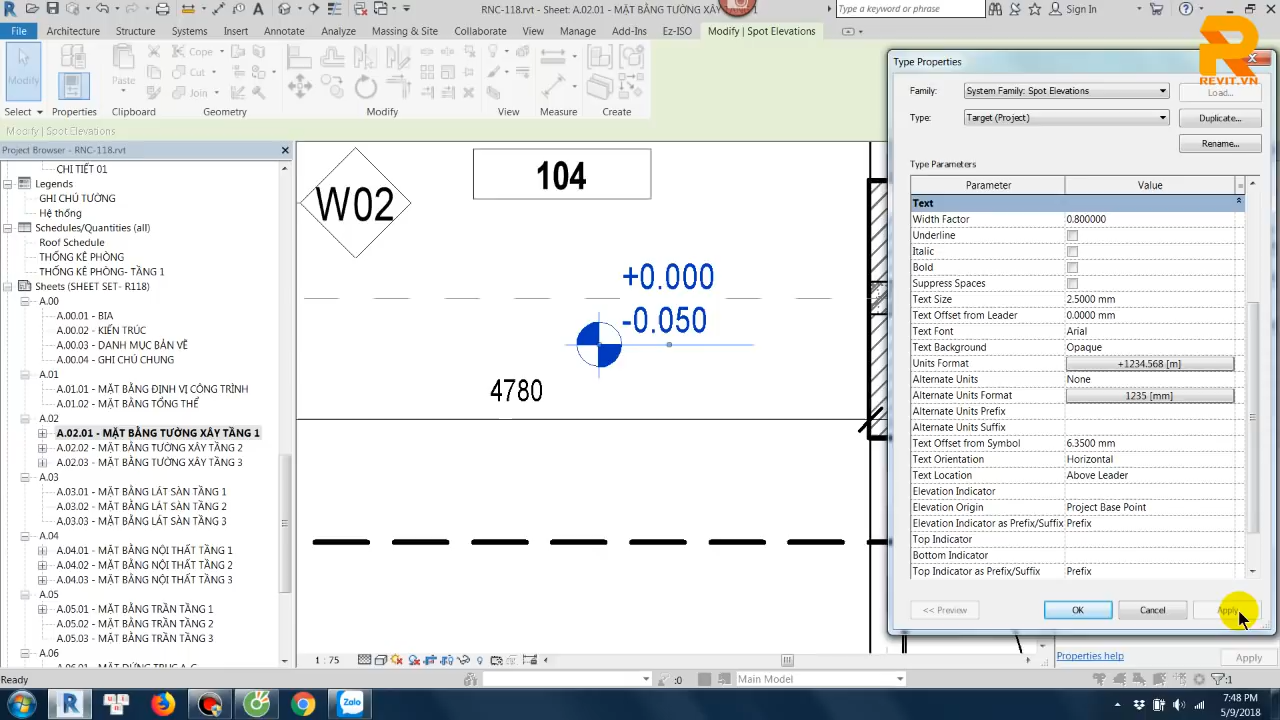 RNC-118.rvt - Sheet: A.02.01 - MẶT BẰNG TƯỜNG XÂY TẦNG 1
Type a keyword or phrase
Sign In
File
Architecture
Structure
Systems
Insert
Annotate
Analyze
Massing & Site
Collaborate
View
Manage
Add-Ins
Ez-ISO
Modify | Spot Elevations
Modify
Paste
Cope
Cut
Join
Select
Properties
Clipboard
Geometry
Modify
View
Measure
Create
Modify | Spot Elevations
Project Browser - RNC-118.rvt
CHI TIẾT 01
Legends
GHI CHÚ TƯỜNG
Hệ thống
Schedules/Quantities (all)
Roof Schedule
THỐNG KÊ PHÒNG
THỐNG KÊ PHÒNG- TẦNG 1
Sheets (SHEET SET- R118)
A.00
A.00.01 - BIA
A.00.02 - KIẾN TRÚC
A.00.03 - DANH MỤC BẢN VẼ
A.00.04 - GHI CHÚ CHUNG
A.01
A.01.01 - MẶT BẰNG ĐỊNH VỊ CÔNG TRÌNH
A.01.02 - MẶT BẰNG TỔNG THỂ
A.02
A.02.01 - MẶT BẰNG TƯỜNG XÂY TẦNG 1
A.02.02 - MẶT BẰNG TƯỜNG XÂY TẦNG 2
A.02.03 - MẶT BẰNG TƯỜNG XÂY TẦNG 3
A.03
A.03.01 - MẶT BẰNG LÁT SÀN TẦNG 1
A.03.02 - MẶT BẰNG LÁT SÀN TẦNG 2
A.03.03 - MẶT BẰNG LÁT SÀN TẦNG 3
A.04
A.04.01 - MẶT BẰNG NỘI THẤT TẦNG 1
A.04.02 - MẶT BẰNG NỘI THẤT TẦNG 2
A.04.03 - MẶT BẰNG NỘI THẤT TẦNG 3
A.05
A.05.01 - MẶT BẰNG TRẦN TẦNG 1
A.05.02 - MẶT BẰNG TRẦN TẦNG 2
A.05.03 - MẶT BẰNG TRẦN TẦNG 3
A.06
W02
104
+0.000
-0.050
4780
1 : 75
Type Properties
REVIT.VN
Family: System Family: Spot Elevations Load...
Type: Target (Project) Duplicate...
Rename...
Type Parameters
Parameter Value
Text
Width Factor 0.800000
Underline
Italic
Bold
Suppress Spaces
Text Size 2.5000 mm
Text Offset from Leader 0.0000 mm
Text Font Arial
Text Background Opaque
Units Format +1234.568 [m]
Alternate Units None
Alternate Units Format 1235 [mm]
Alternate Units Prefix
Alternate Units Suffix
Text Offset from Symbol 6.3500 mm
Text Orientation Horizontal
Text Location Above Leader
Elevation Indicator
Elevation Origin Project Base Point
Elevation Indicator as Prefix/Suffix Prefix
Top Indicator
Bottom Indicator
Top Indicator as Prefix/Suffix Prefix
<< Preview OK Cancel Apply
Properties help Apply
Ready
:0
Main Model
:1
Zalo
7:48 PM
5/9/2018